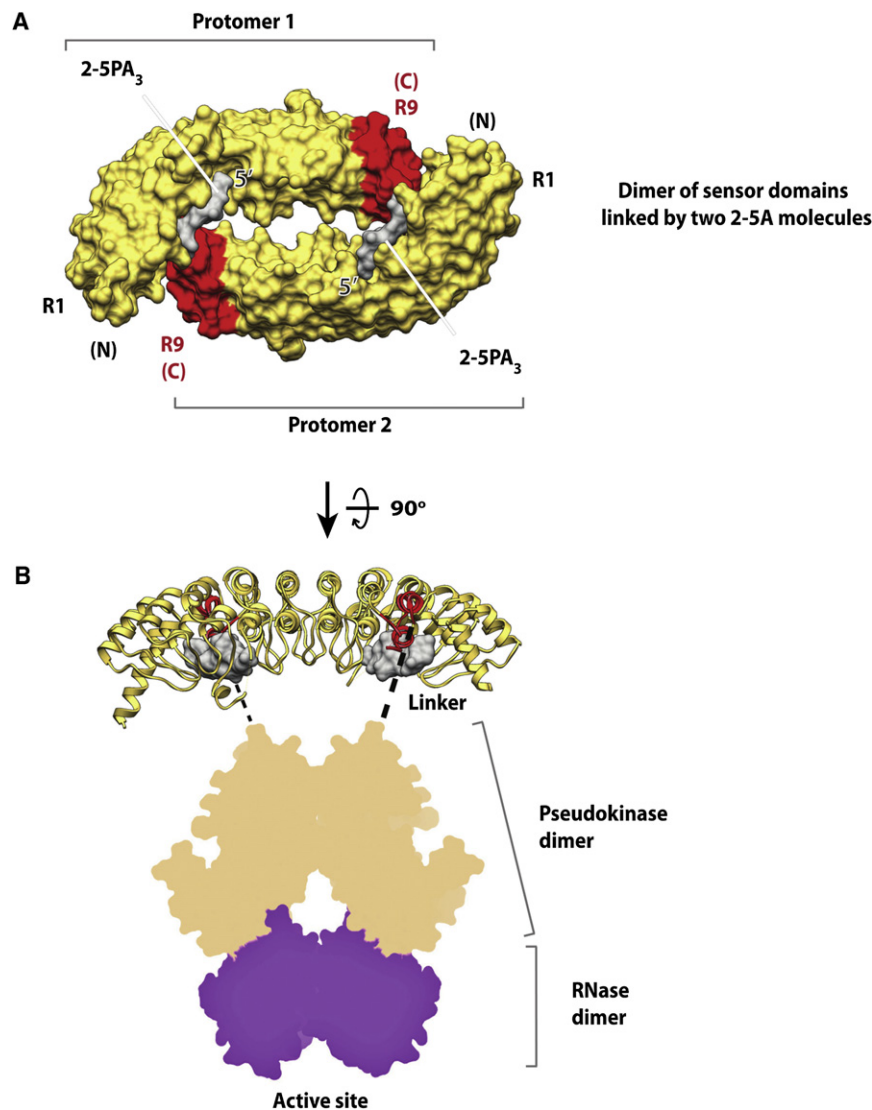 A
Protomer 1
2-5PA3
(C)
R9
(N)
5'
R1
Dimer of sensor domains
linked by two 2-5A molecules
5'
R1
(N)
R9
(C)
2-5PA3
Protomer 2
90°
B
Linker
Pseudokinase
dimer
RNase
dimer
Active site